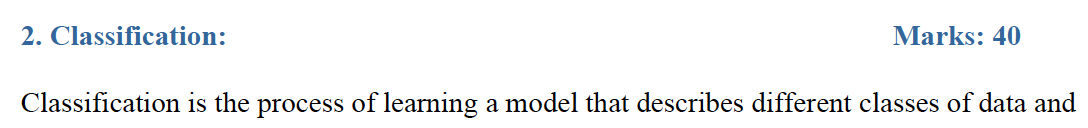 2. Classification: Marks: 40
Classification is the process of learning a model that describes different classes of data and